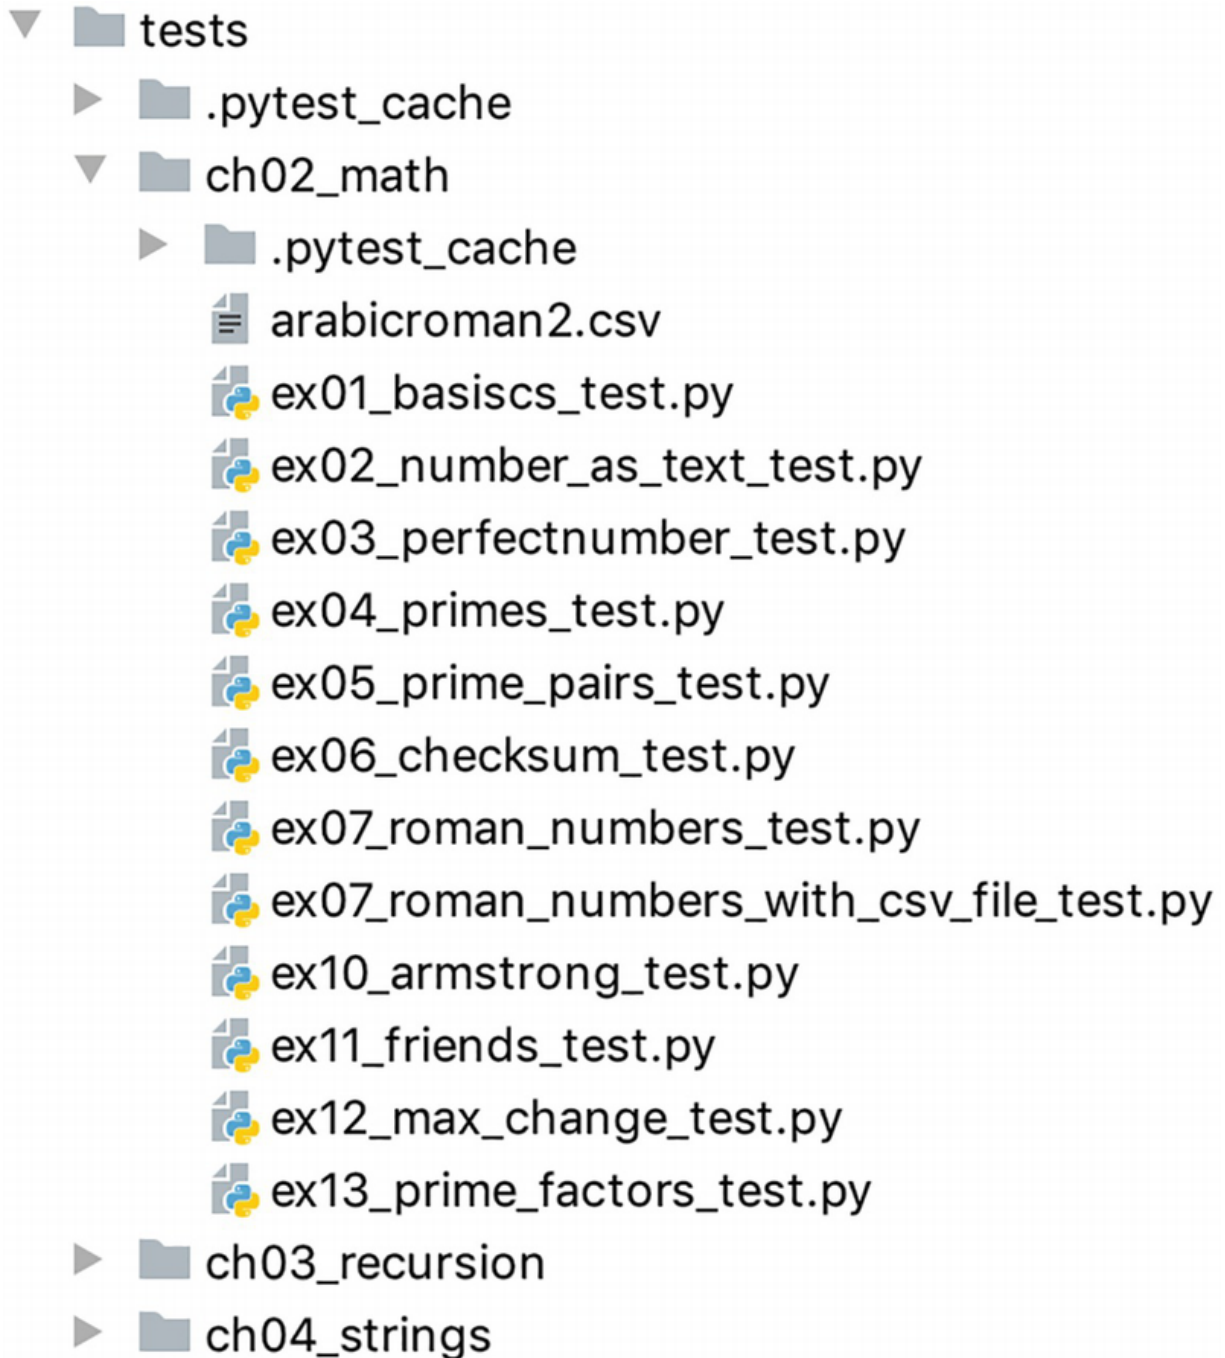 tests
.pytest_cache
ch02_math
.pytest_cache
arabicroman2.csv
ex01_basiscs_test.py
ex02_number_as_text_test.py
ex03_perfectnumber_test.py
ex04_primes_test.py
ex05_prime_pairs_test.py
ex06_checksum_test.py
ex07_roman_numbers_test.py
ex07_roman_numbers_with_csv_file_test.py
ex10_armstrong_test.py
ex11_friends_test.py
ex12_max_change_test.py
ex13_prime_factors_test.py
ch03_recursion
ch04_strings